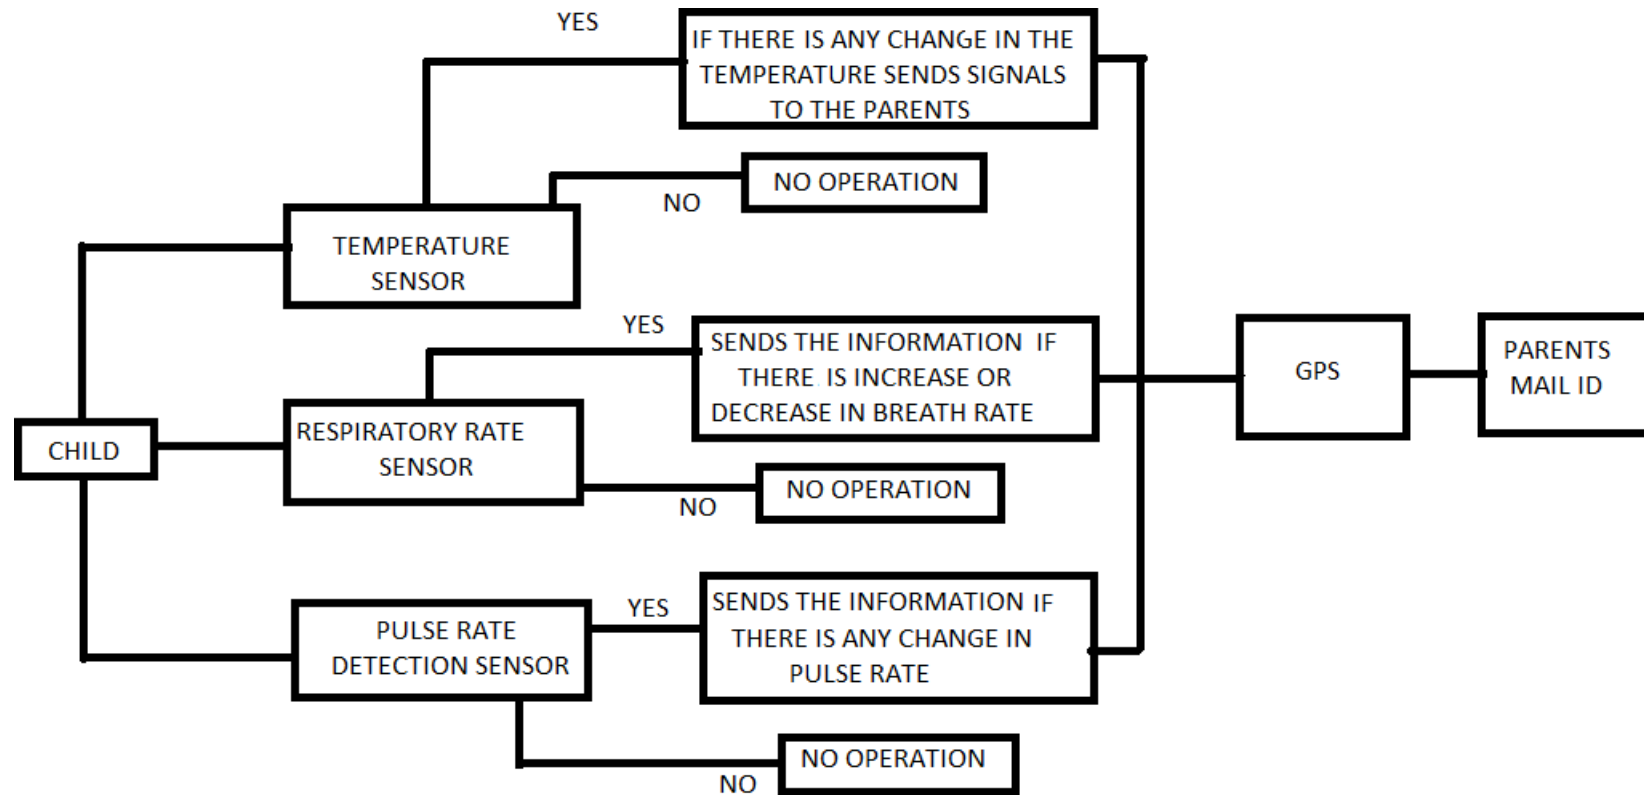 YES
IF THERE IS ANY CHANGE IN THE
TEMPERATURE SENDS SIGNALS
TO THE PARENTS
NO OPERATION
NO
TEMPERATURE
SENSOR
YES
SENDS THE INFORMATION IF
THERE IS INCREASE OR
DECREASE IN BREATH RATE
GPS
PARENTS
MAIL ID
CHILD
RESPIRATORY RATE
SENSOR
NO OPERATION
NO
PULSE RATE
DETECTION SENSOR
YES
SENDS THE INFORMATION IF
THERE IS ANY CHANGE IN
PULSE RATE
NO OPERATION
NO